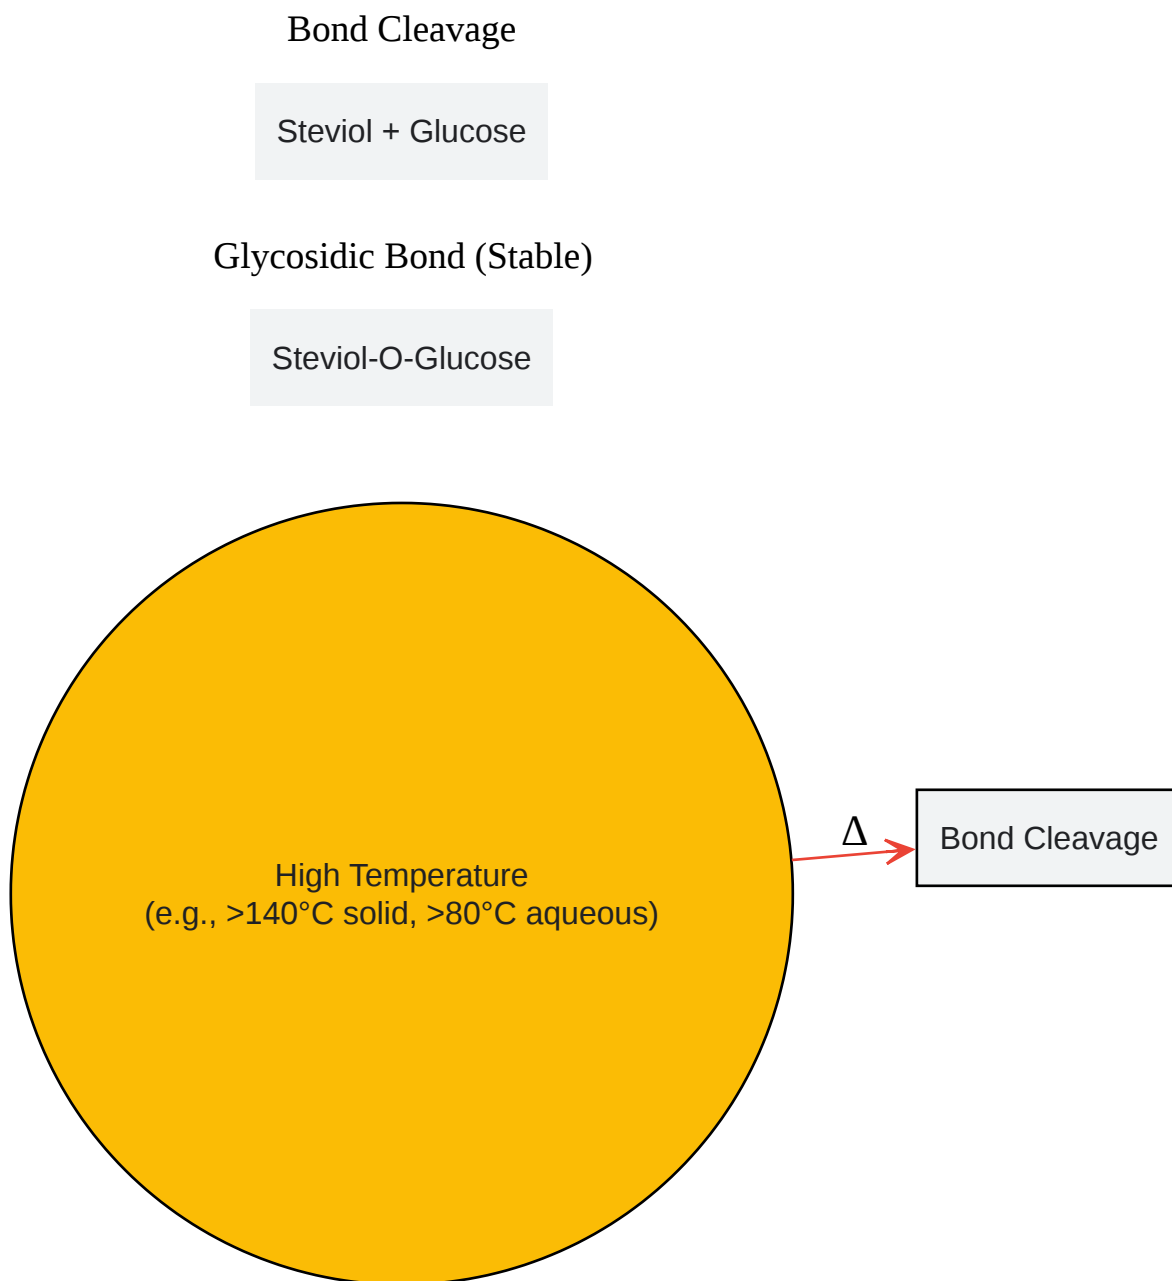 Bond Cleavage
Steviol + Glucose
Glycosidic Bond (Stable)
Steviol-O-Glucose
High Temperature
(e.g., >140°C solid, >80°C aqueous)
Δ
Bond Cleavage